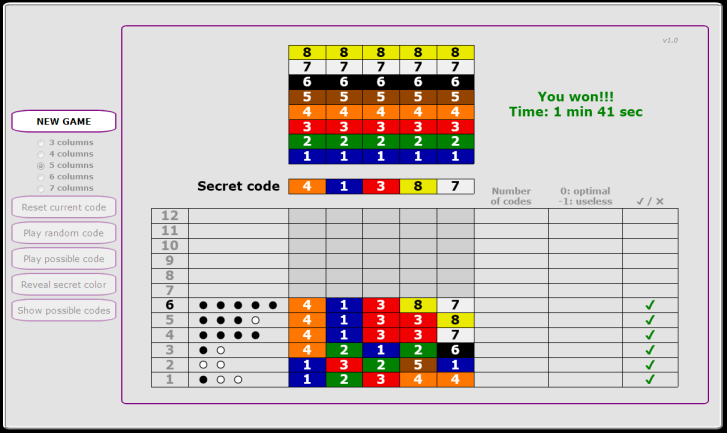 v1.0
8 8 8 8 8
7 7 7 7 7
6 6 6 6 6
5 5 5 5 5
4 4 4 4 4
3 3 3 3 3
2 2 2 2 2
1 1 1 1 1
You won!!!
Time: 1 min 41 sec
NEW GAME
3 columns
4 columns
5 columns
6 columns
7 columns
Reset current code
Play random code
Play possible code
Reveal secret color
Show possible codes
Secret code 4 1 3 8 7
Number of codes
0: optimal
-1: useless
✓ / ✗
12
11
10
9
8
7
6 4 1 3 8 7 ✓
5 4 1 3 3 8 ✓
4 4 1 3 3 7 ✓
3 4 2 1 2 6 ✓
2 1 3 2 5 1 ✓
1 1 2 3 4 4 ✓